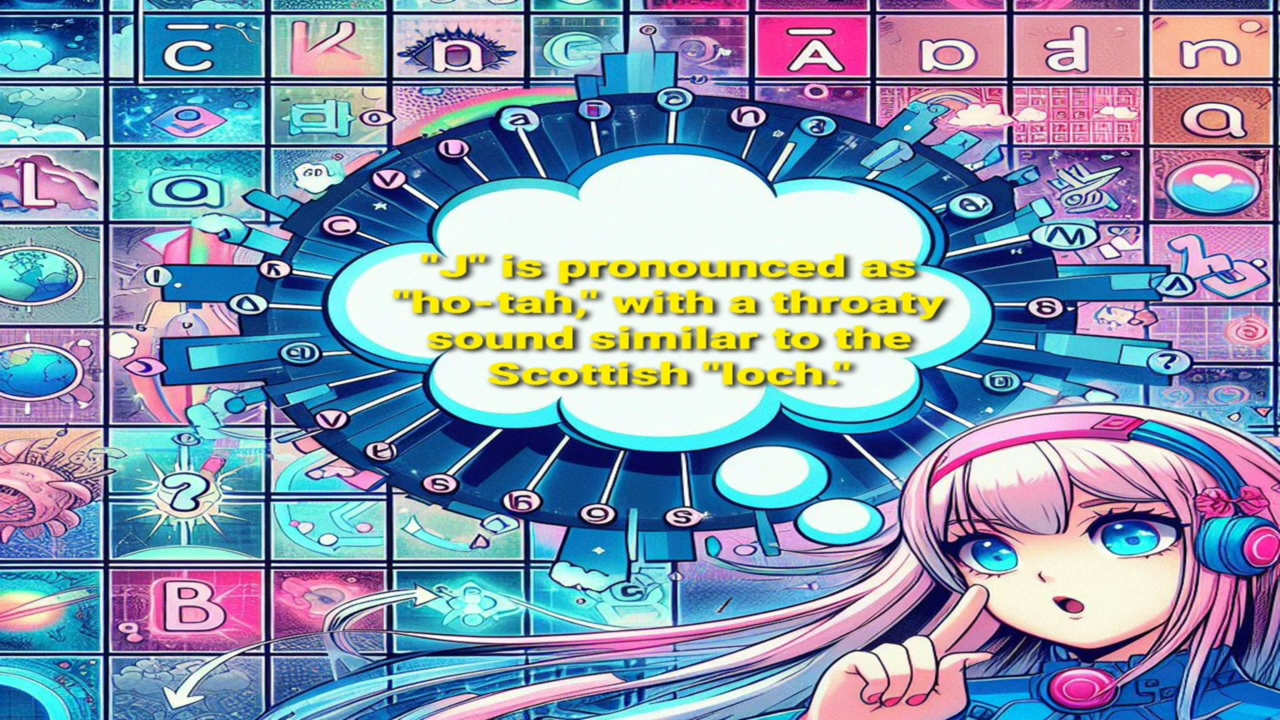 "J" is pronounced as
"ho-tah," with a throaty
sound similar to the
Scottish "loch."